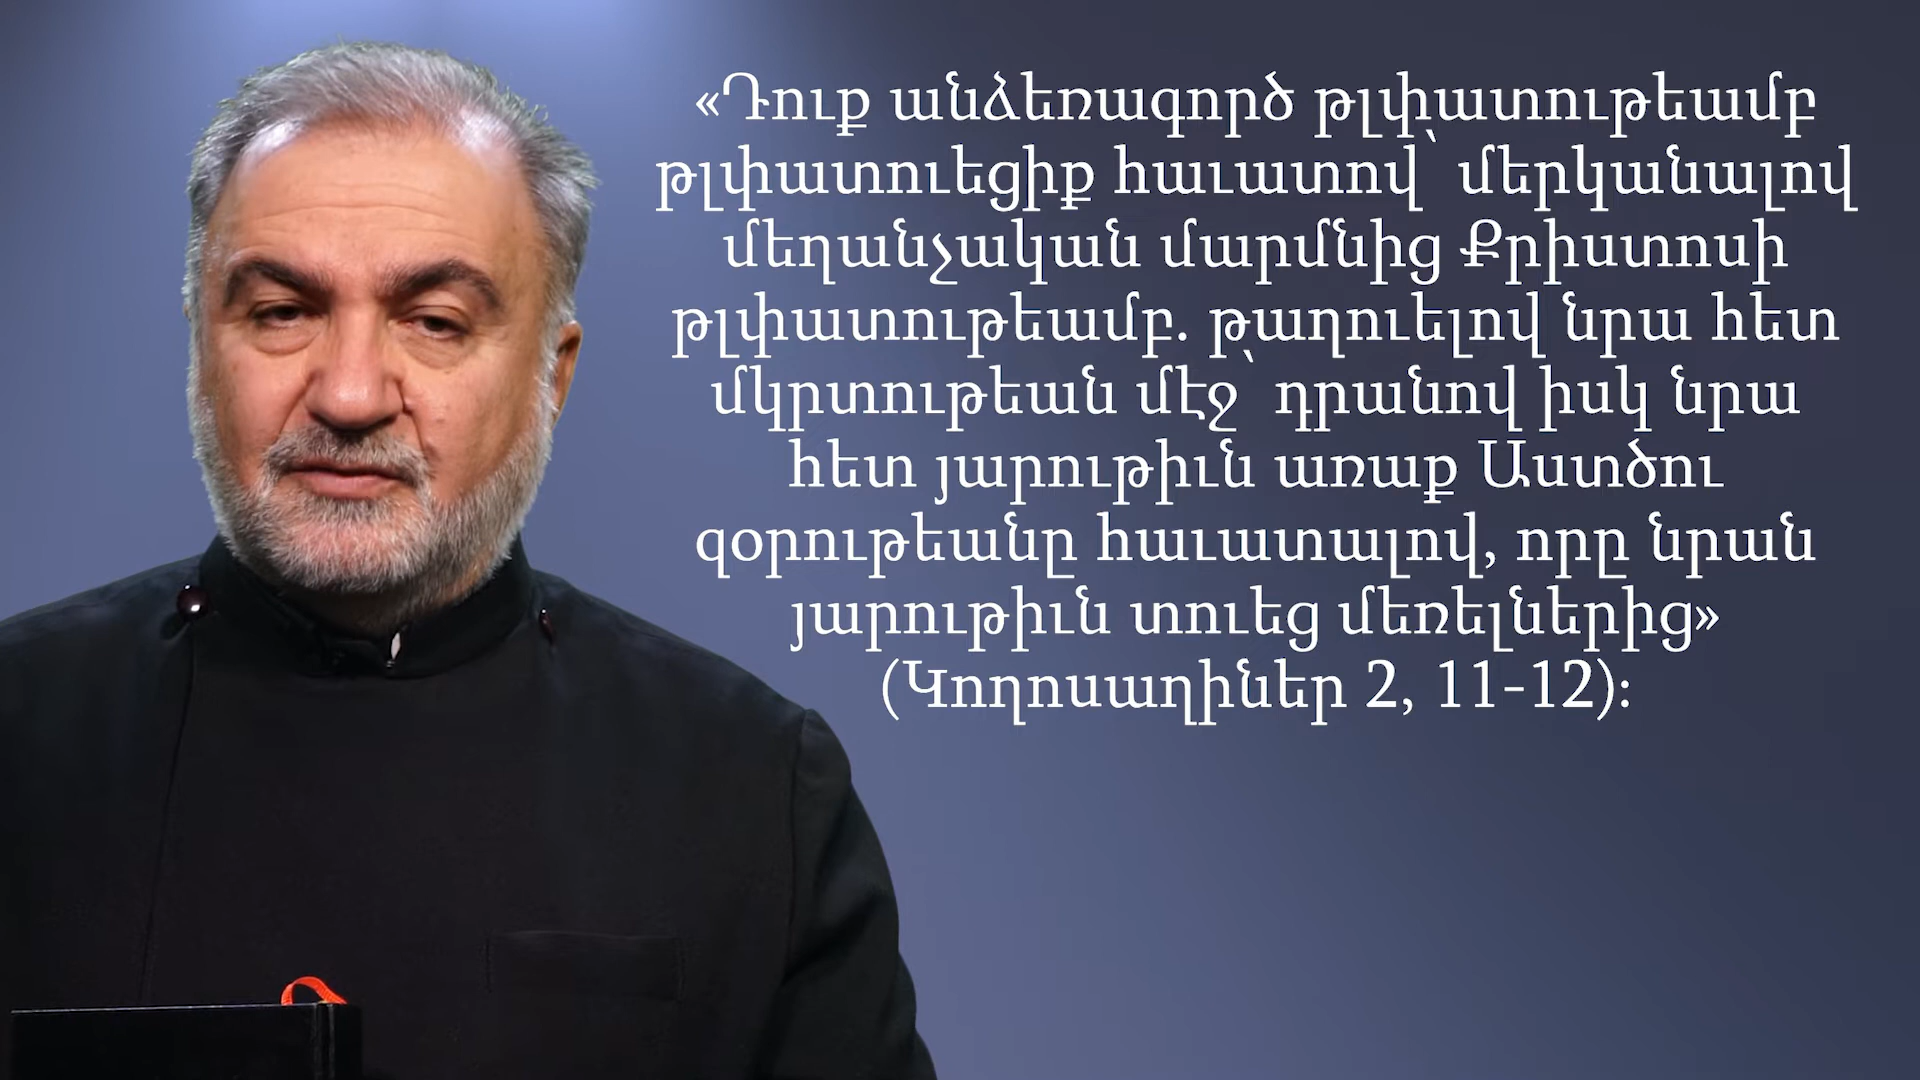 «Դուք անձեռագործ թլփատութեամբ
թլփատուեցիք հաւատով՝ մերկանալով
մեղանչական մարմնից Քրիստոսի
թլփատութեամբ. թաղուելով նրա հետ
մկրտութեան մէջ՝ դրանով իսկ նրա
հետ յարութիւն առաք Աստծու
զօրութեանը հաւատալով, որը նրան
յարութիւն տուեց մեռելներից»
(Կողոսացիներ 2, 11-12)։